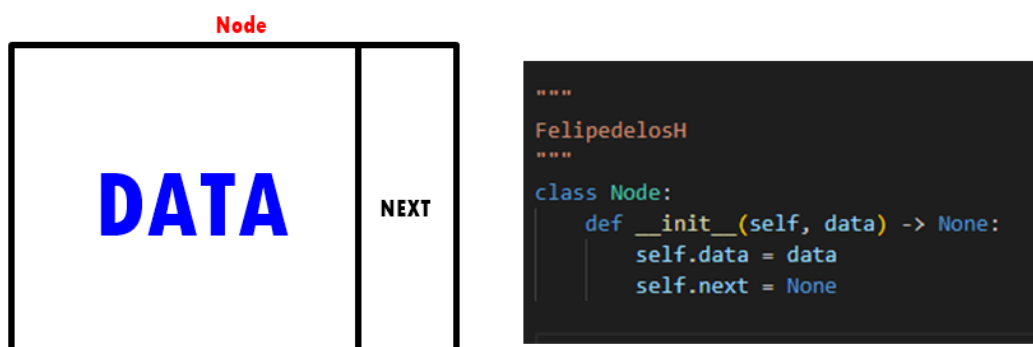 Node
DATA
NEXT
"""
FelipedelosH
"""
class Node:
    def __init__(self, data) -> None:
        self.data = data
        self.next = None